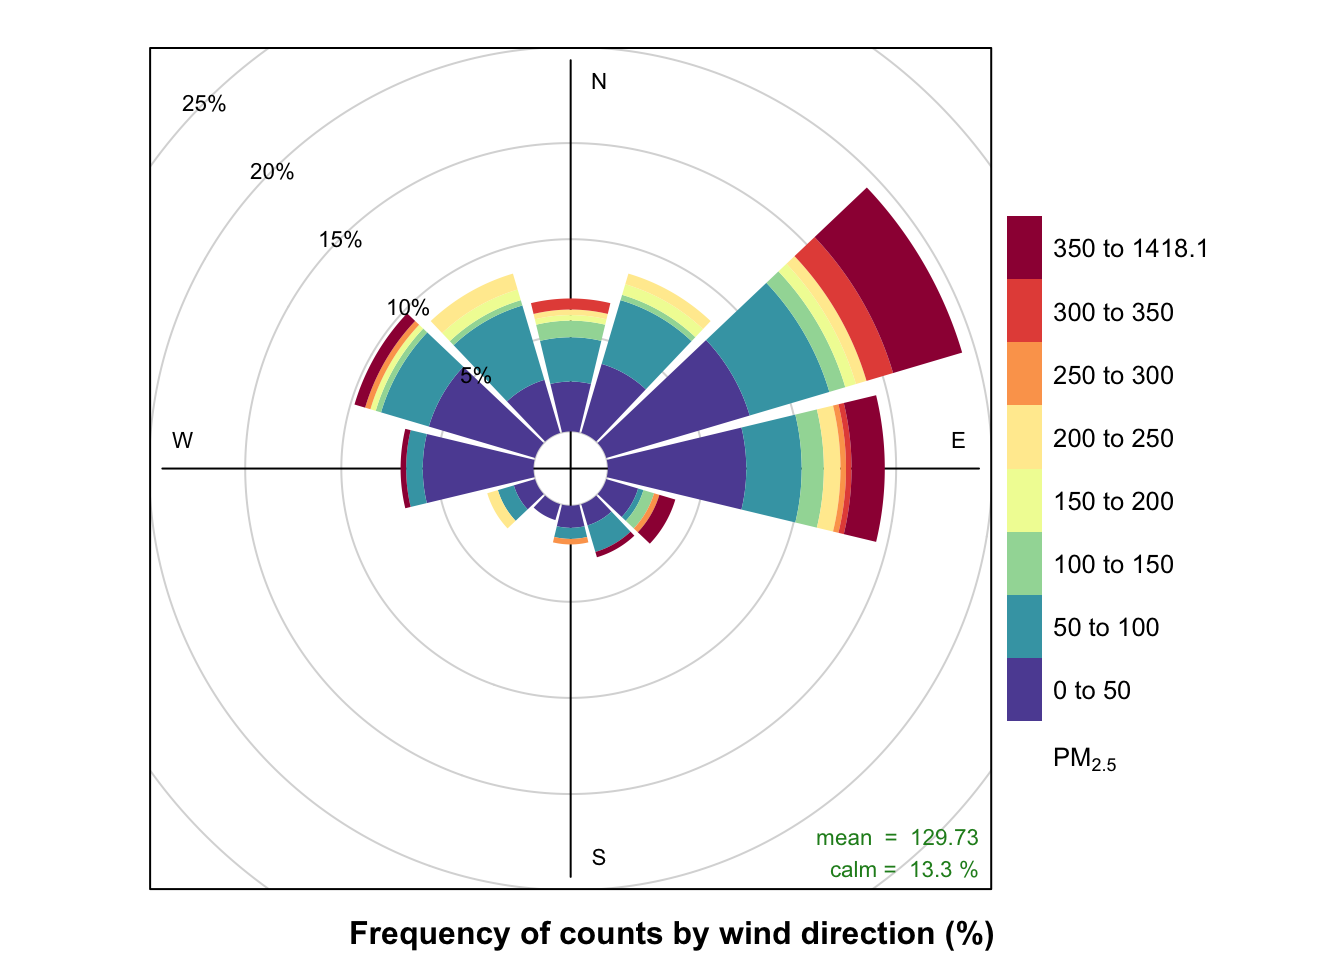 N
25%
20%
15%
10%
5%
W
E
S
350 to 1418.1
300 to 350
250 to 300
200 to 250
150 to 200
100 to 150
50 to 100
0 to 50
PM2.5
mean = 129.73
calm = 13.3 %
Frequency of counts by wind direction (%)